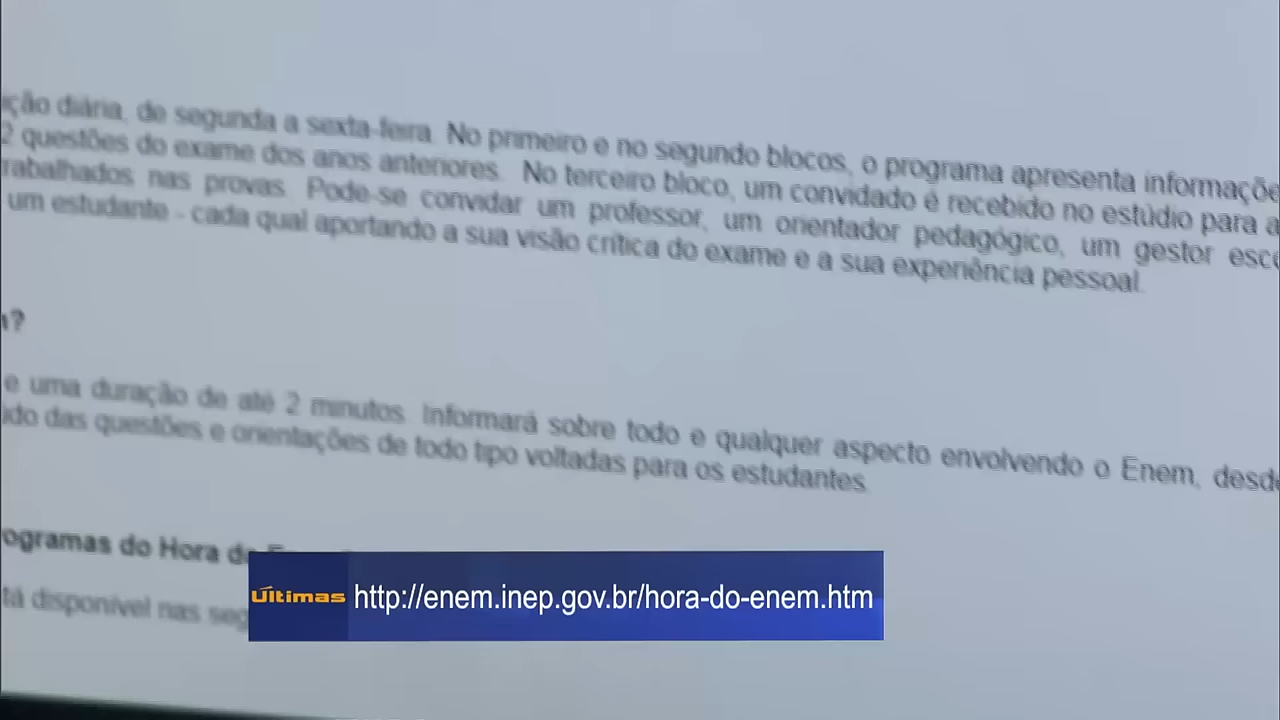 ição diária, de segunda a sexta-feira. No primeiro e no segundo blocos, o programa apresenta informaçõe
2 questões do exame dos anos anteriores. No terceiro bloco, um convidado é recebido no estúdio para a
rabalhados nas provas. Pode-se convidar um professor, um orientador pedagógico, um gestor esco
um estudante - cada qual aportando a sua visão crítica do exame e a sua experiência pessoal.
?
e uma duração de até 2 minutos. Informará sobre todo e qualquer aspecto envolvendo o Enem, desde
ido das questões e orientações de todo tipo voltadas para os estudantes.
ogramas do Hora do
tá disponível nas seg
Últimas http://enem.inep.gov.br/hora-do-enem.htm